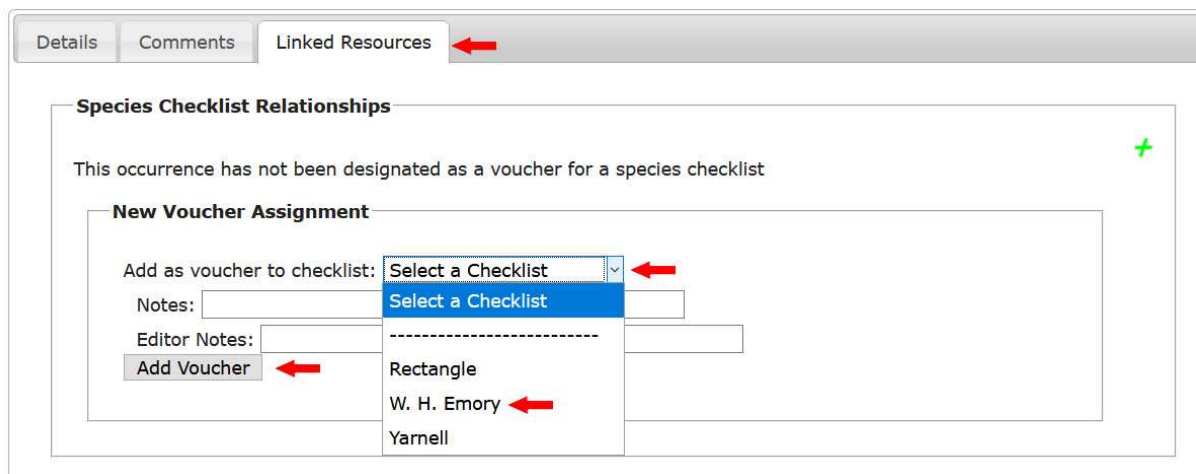 Details Comments Linked Resources
Species Checklist Relationships
This occurrence has not been designated as a voucher for a species checklist
New Voucher Assignment
Add as voucher to checklist: Select a Checklist
Select a Checklist
Notes:
---------------------------
Editor Notes:
Add Voucher
Rectangle
W. H. Emory
Yarnell